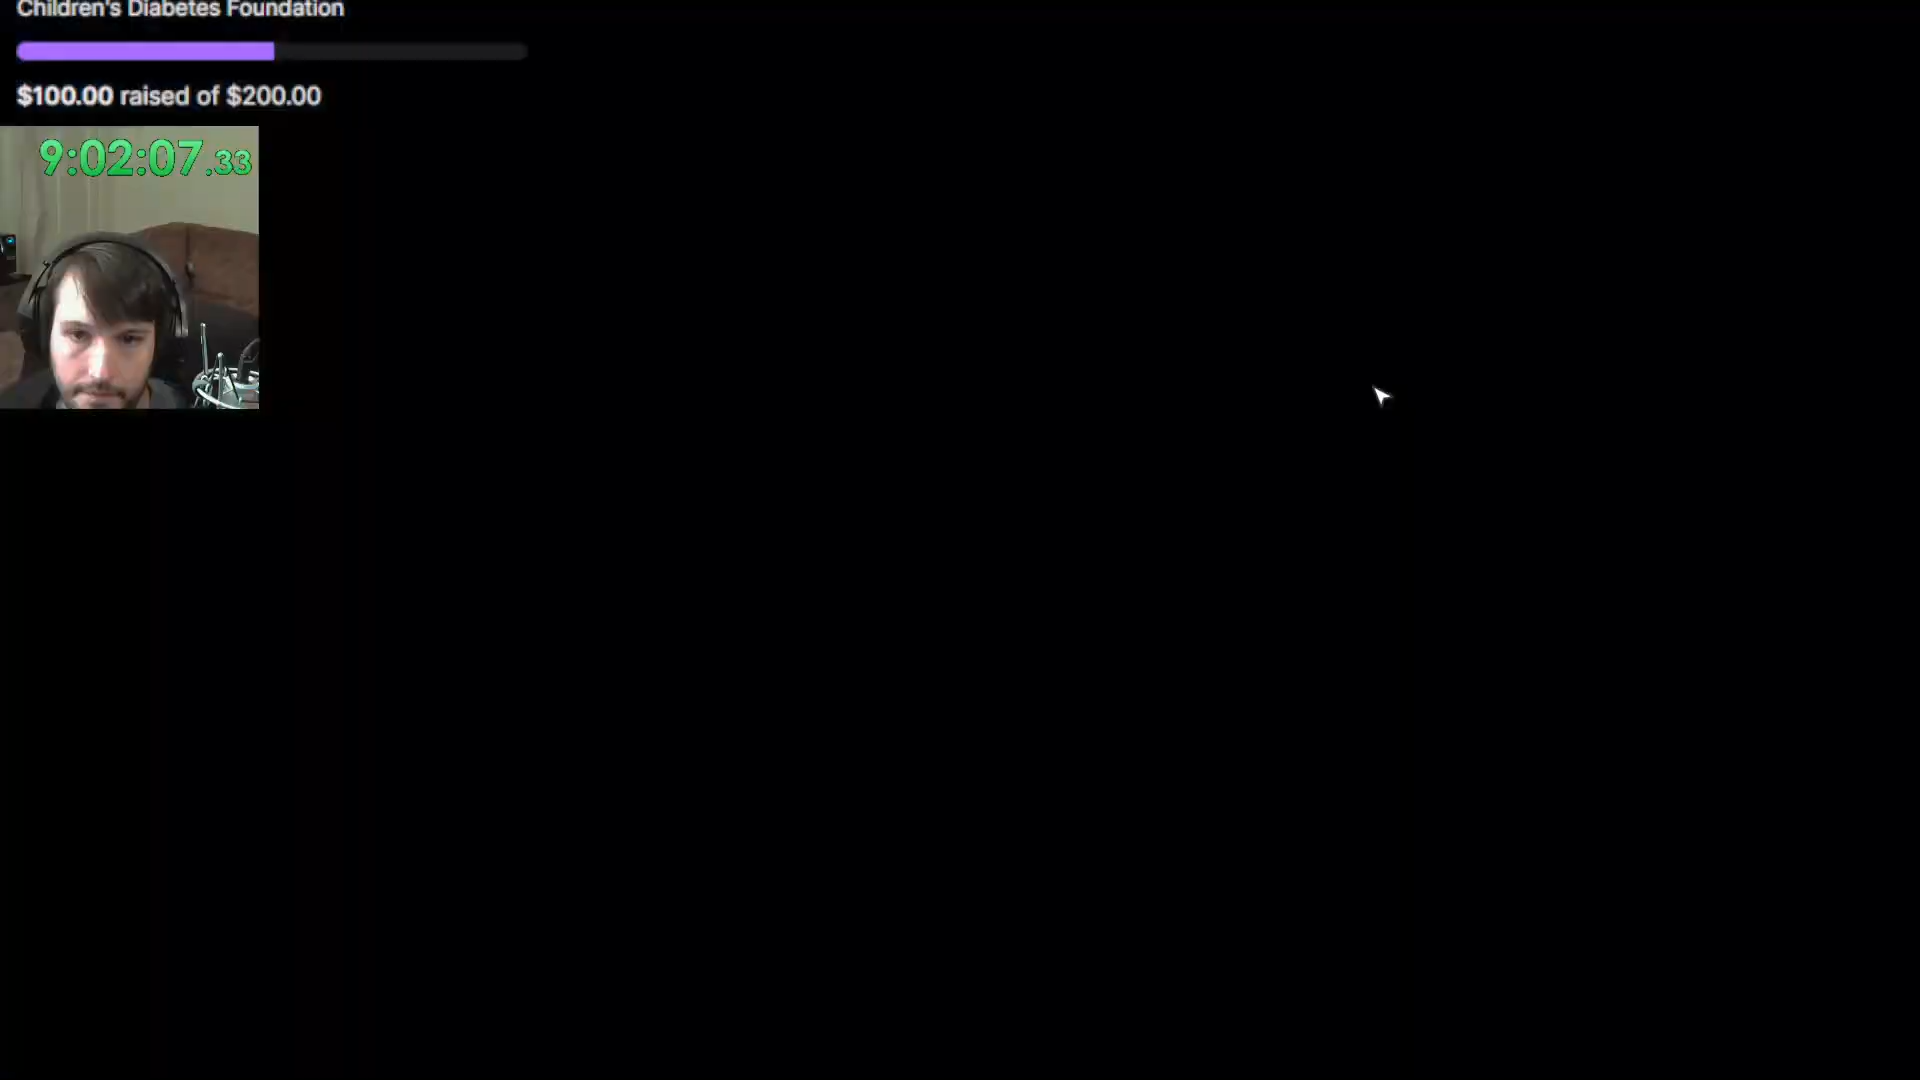 Children's Diabetes Foundation
$100.00 raised of $200.00
9:02:07.33